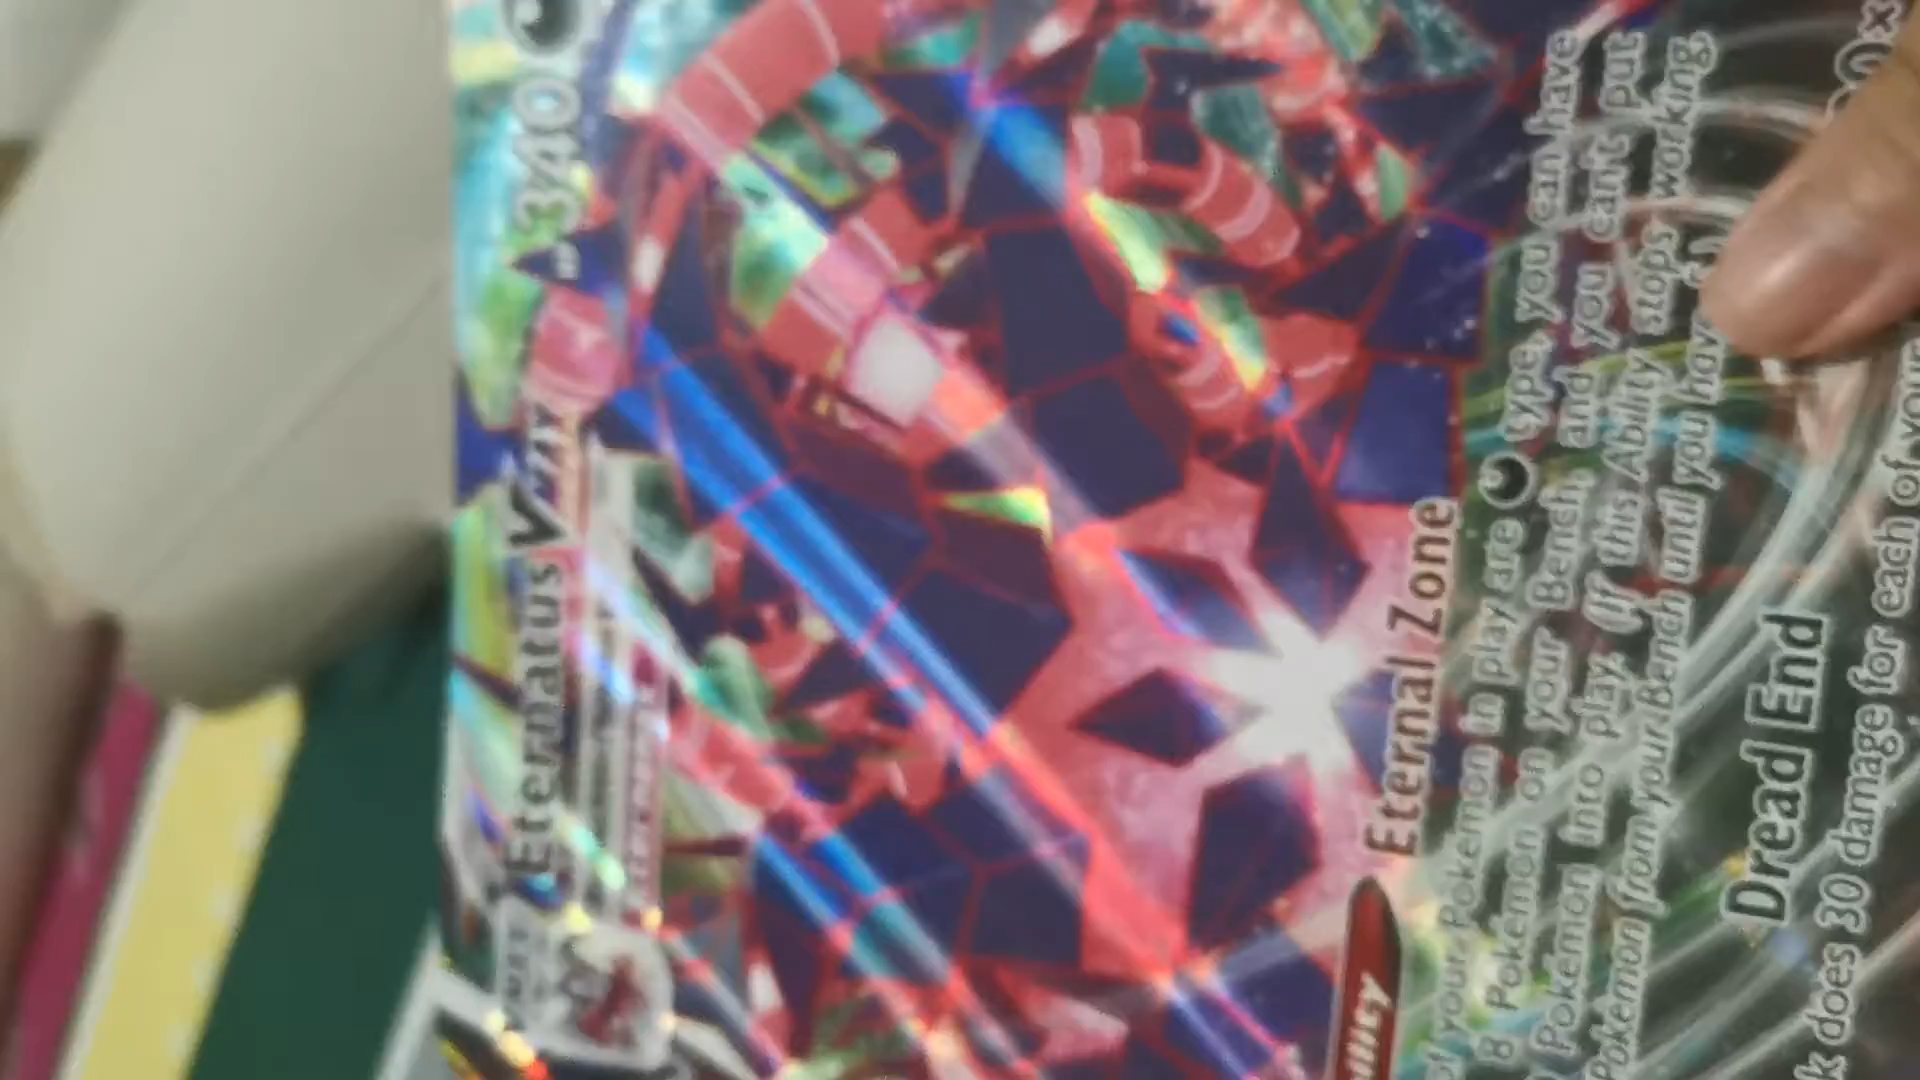 Eternatus VMAX 340
Eternal Zone
of your Pokémon in play are type, you can have
8 Pokémon on your Bench and you can't put
Pokémon into play. (If this Ability stops working,
Pokémon from your Bench until you have
Dread End
does 30 damage for each of your